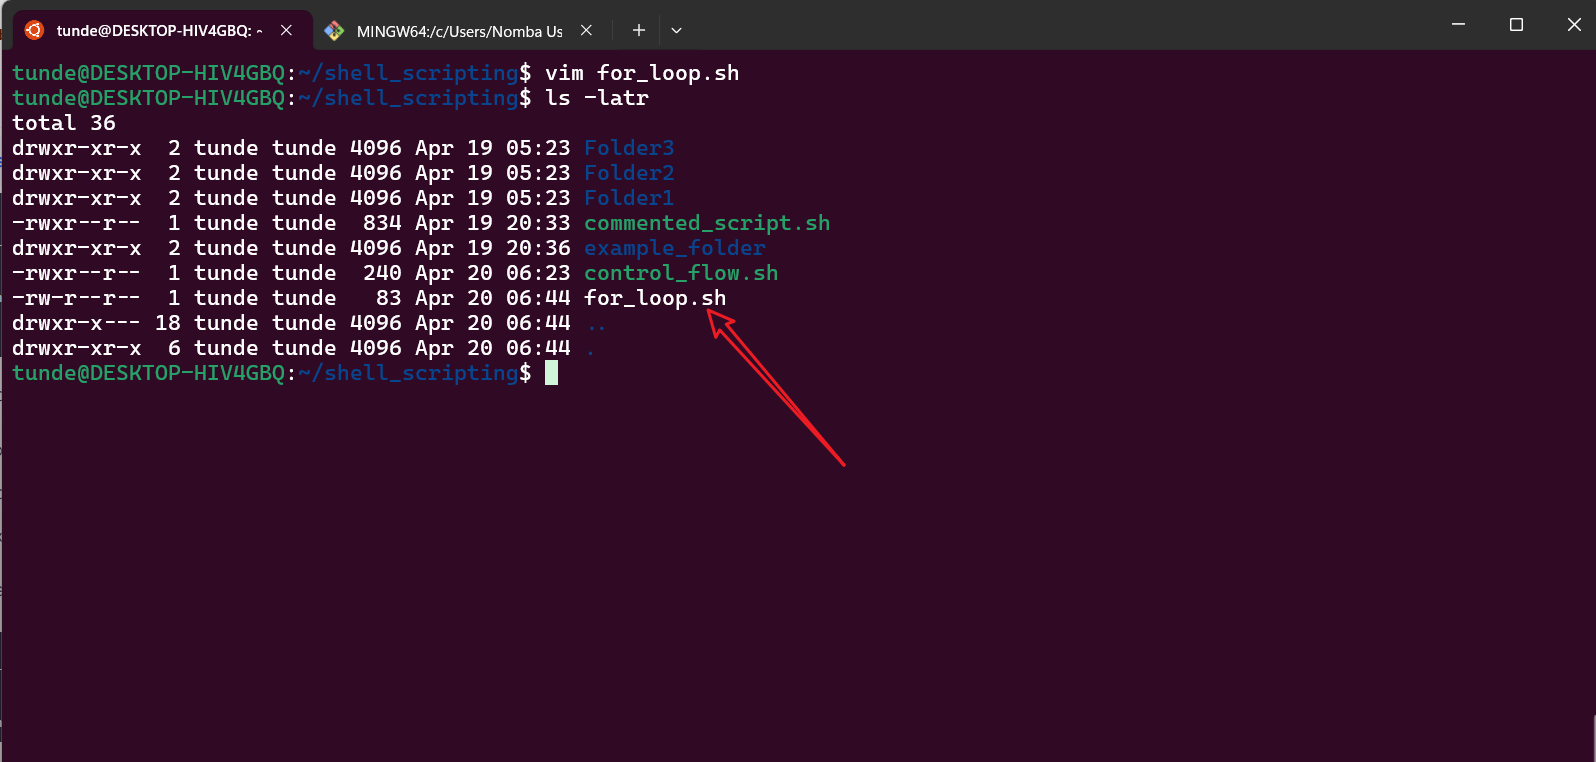 tunde@DESKTOP-HIV4GBQ: ~
MINGW64:/c/Users/Nomba Us
tunde@DESKTOP-HIV4GBQ:~/shell_scripting$ vim for_loop.sh
tunde@DESKTOP-HIV4GBQ:~/shell_scripting$ ls -latr
total 36
drwxr-xr-x  2 tunde tunde 4096 Apr 19 05:23 Folder3
drwxr-xr-x  2 tunde tunde 4096 Apr 19 05:23 Folder2
drwxr-xr-x  2 tunde tunde 4096 Apr 19 05:23 Folder1
-rwxr--r--  1 tunde tunde  834 Apr 19 20:33 commented_script.sh
drwxr-xr-x  2 tunde tunde 4096 Apr 19 20:36 example_folder
-rwxr--r--  1 tunde tunde  240 Apr 20 06:23 control_flow.sh
-rw-r--r--  1 tunde tunde   83 Apr 20 06:44 for_loop.sh
drwxr-x--- 18 tunde tunde 4096 Apr 20 06:44 ..
drwxr-xr-x  6 tunde tunde 4096 Apr 20 06:44 .
tunde@DESKTOP-HIV4GBQ:~/shell_scripting$